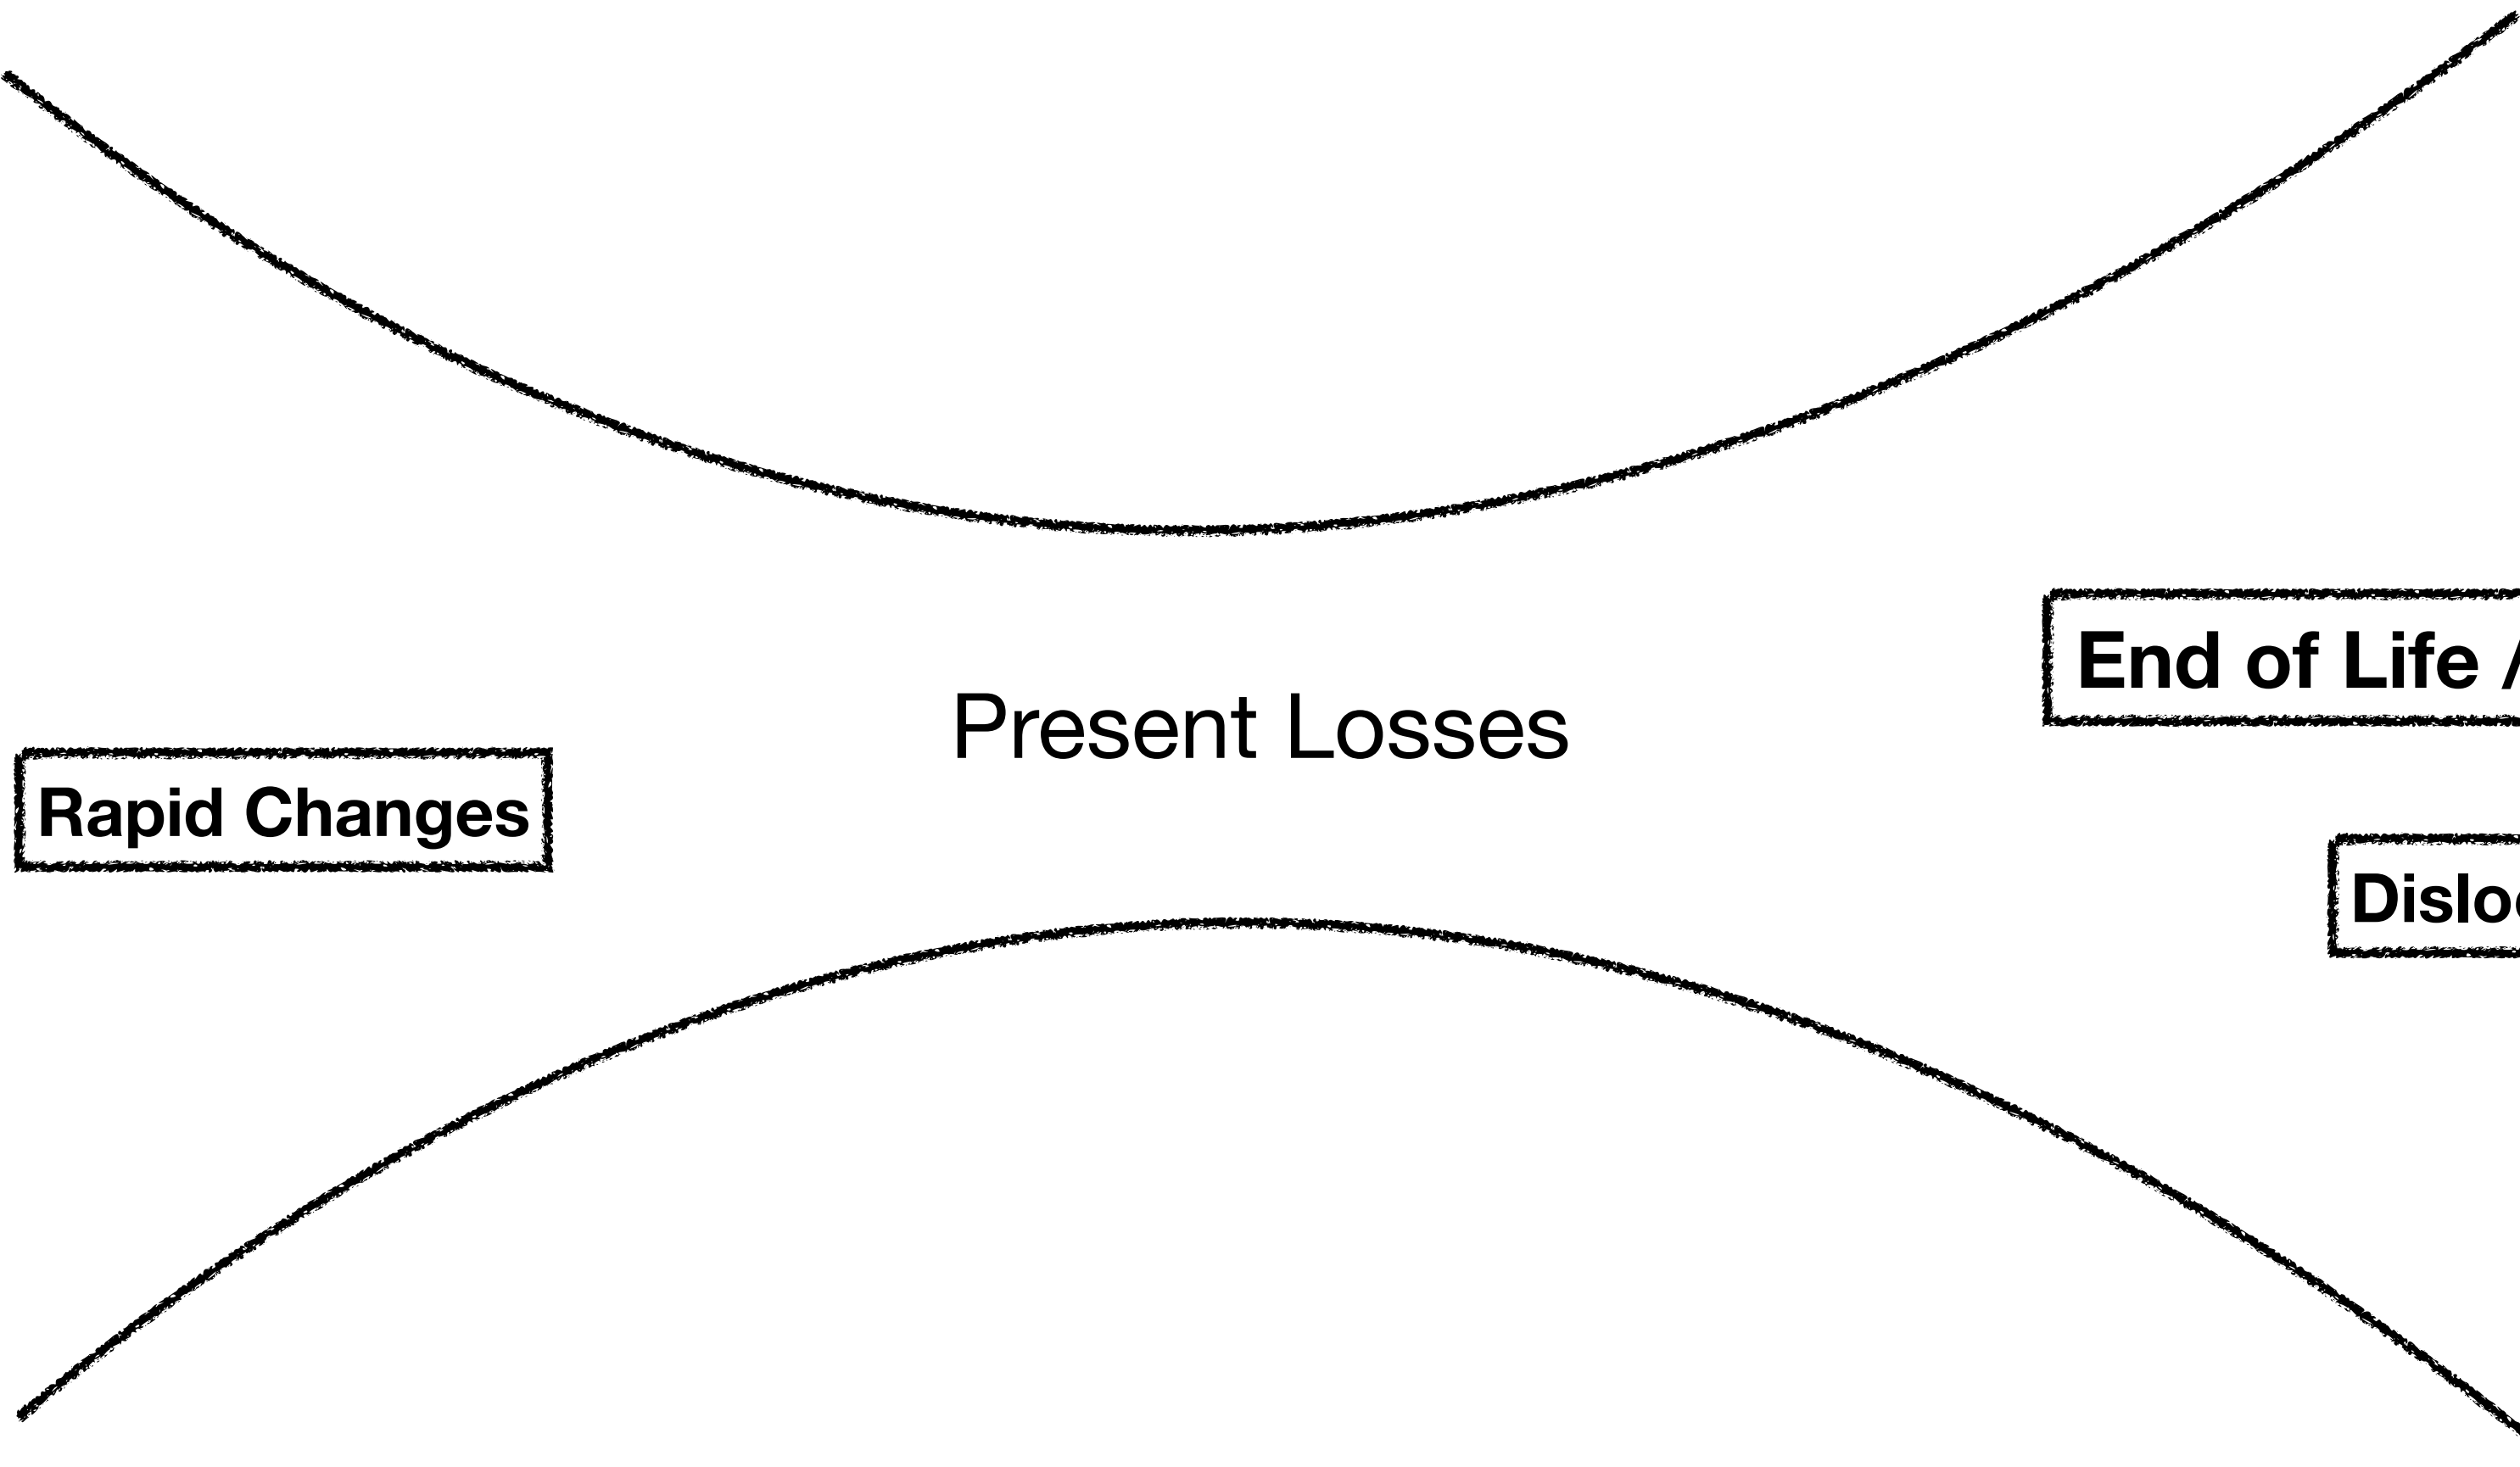 End of Life /
Present Losses
Rapid Changes